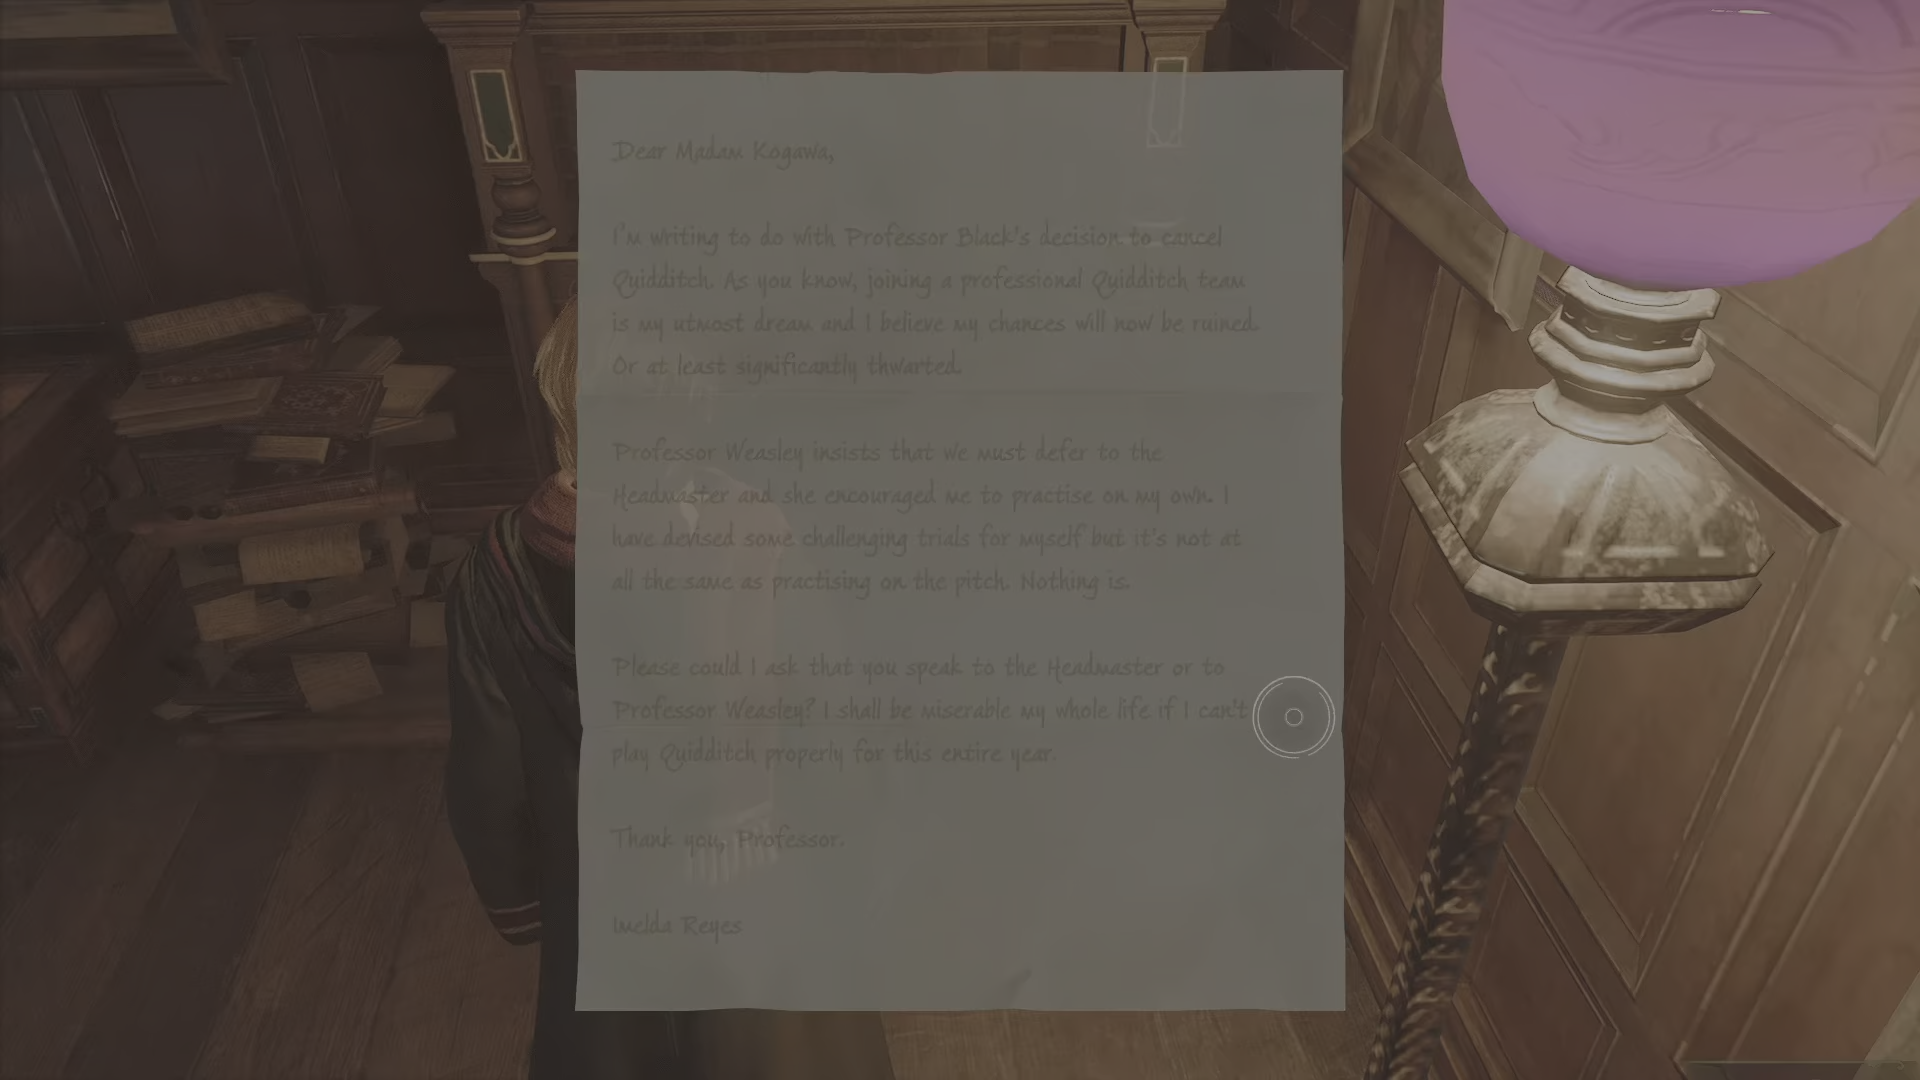 Dear Madam Kogawa,
I'm writing to do with Professor Black's decision to cancel
Quidditch. As you know, joining a professional Quidditch team
is my utmost dream and I believe my chances will now be ruined.
Or at least significantly thwarted.
Professor Weasley insists that we must defer to the
Headmaster and she encouraged me to practise on my own. I
have devised some challenging trials for myself but it's not at
all the same as practising on the pitch. Nothing is.
Please could I ask that you speak to the Headmaster or to
Professor Weasley? I shall be miserable my whole life if I can't
play Quidditch properly for this entire year.
Thank you, Professor.
Imelda Reyes